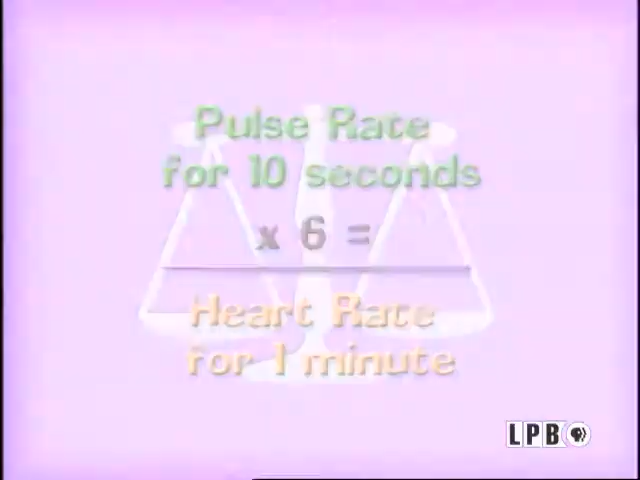 Pulse Rate
for 10 seconds
x 6 =
Heart Rate
for 1 minute
LPB